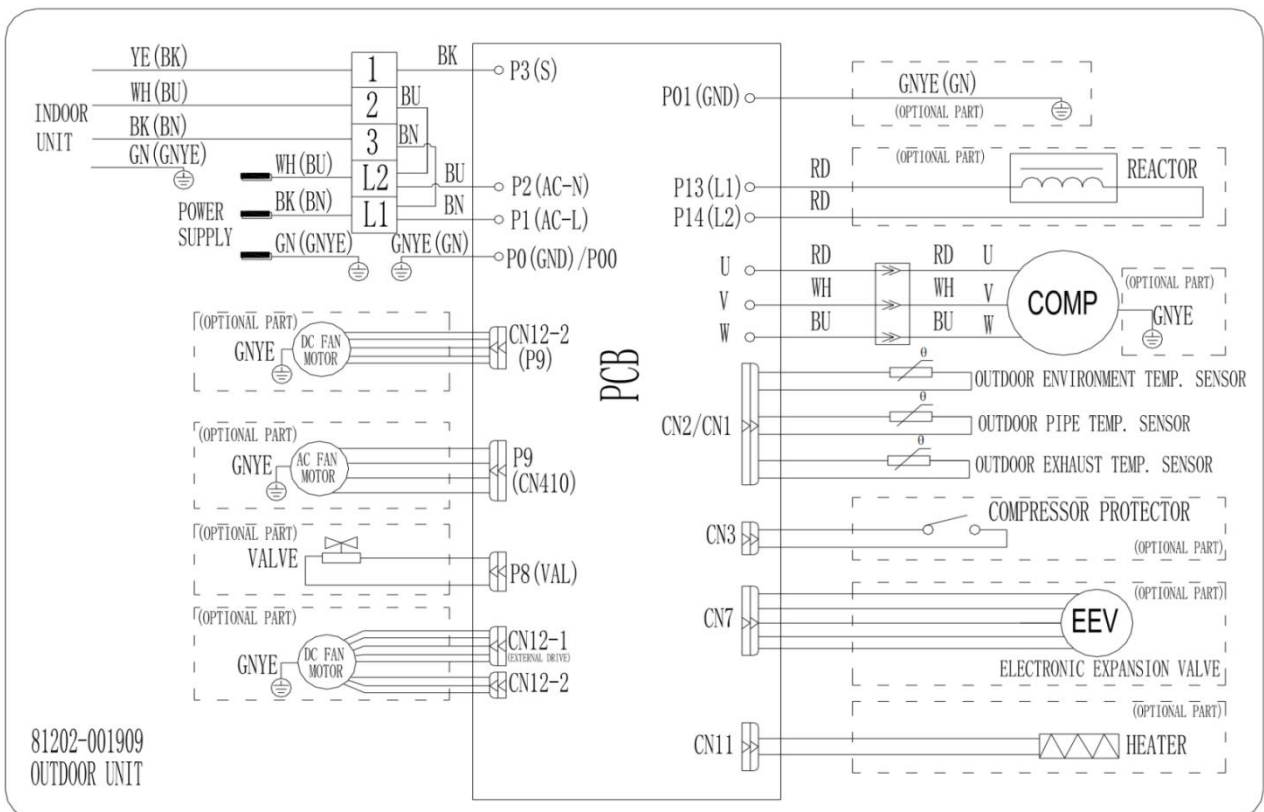 YE(BK)
WH(BU)
INDOOR
UNIT
BK(BN)
GN(GNYE)
1
2
3
L2
L1
BK
BU
BN
BU
BN
P3(S)
P2(AC-N)
P1(AC-L)
P0(GND)/P00
WH(BU)
BK(BN)
POWER
SUPPLY
GN(GNYE)
GNYE(GN)
(OPTIONAL PART)
DC FAN
MOTOR
GNYE
CN12-2
(P9)
(OPTIONAL PART)
AC FAN
MOTOR
GNYE
P9
(CN410)
(OPTIONAL PART)
VALVE
P8(VAL)
(OPTIONAL PART)
DC FAN
MOTOR
GNYE
CN12-1
(EXTERNAL DRIVE)
CN12-2
81202-001909
OUTDOOR UNIT
PCB
P01(GND)
GNYE(GN)
(OPTIONAL PART)
(OPTIONAL PART)
REACTOR
P13(L1)
RD
P14(L2)
RD
U
RD
RD
U
V
WH
WH
V
W
BU
BU
W
COMP
(OPTIONAL PART)
GNYE
CN2/CN1
θ
OUTDOOR ENVIRONMENT TEMP. SENSOR
θ
OUTDOOR PIPE TEMP. SENSOR
θ
OUTDOOR EXHAUST TEMP. SENSOR
CN3
COMPRESSOR PROTECTOR
(OPTIONAL PART)
CN7
(OPTIONAL PART)
EEV
ELECTRONIC EXPANSION VALVE
CN11
(OPTIONAL PART)
HEATER